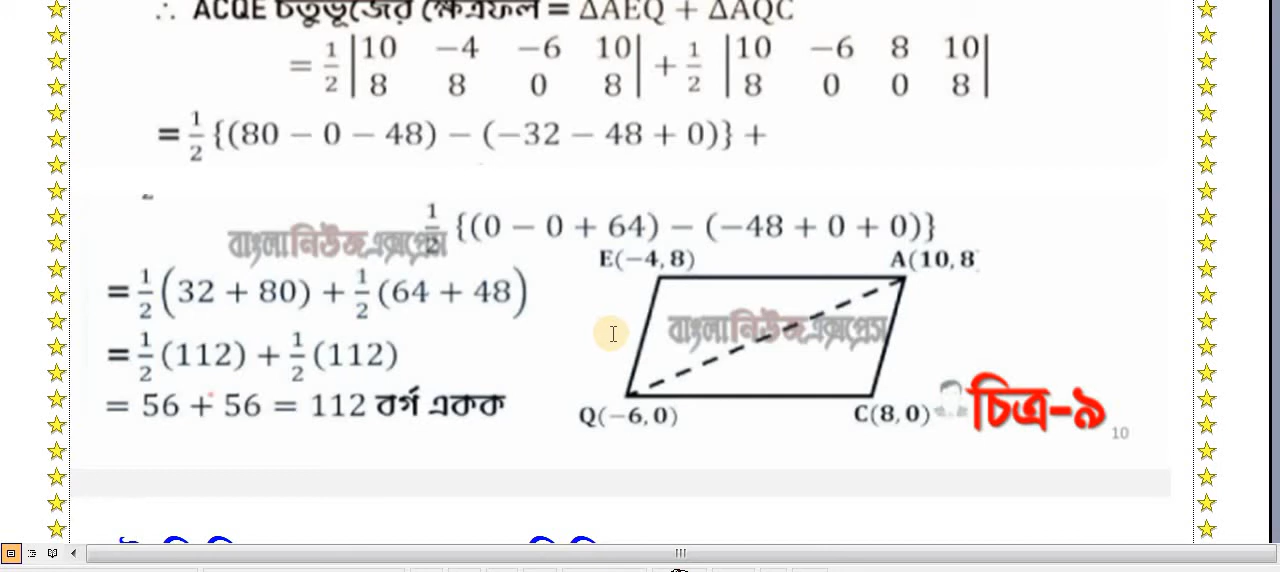 ∴ ACQE চতুর্ভূজের ক্ষেত্রফল = ΔAEQ + ΔAQC
= 1/2 |10 −4 −6 10| + 1/2 |10 −6 8 10|
|8 8 0 8| |8 0 0 8|
= 1/2 {(80 − 0 − 48) − (−32 − 48 + 0)} +
1/2 {(0 − 0 + 64) − (−48 + 0 + 0)}
বাংলানিউজএক্সপ্রেস
E(−4, 8) A(10, 8
= 1/2 (32 + 80) + 1/2 (64 + 48)
বাংলানিউজএক্সপ্রেস
= 1/2 (112) + 1/2 (112)
= 56 + 56 = 112 বর্গ একক
Q(−6, 0) C(8, 0) চিত্র-৯
10